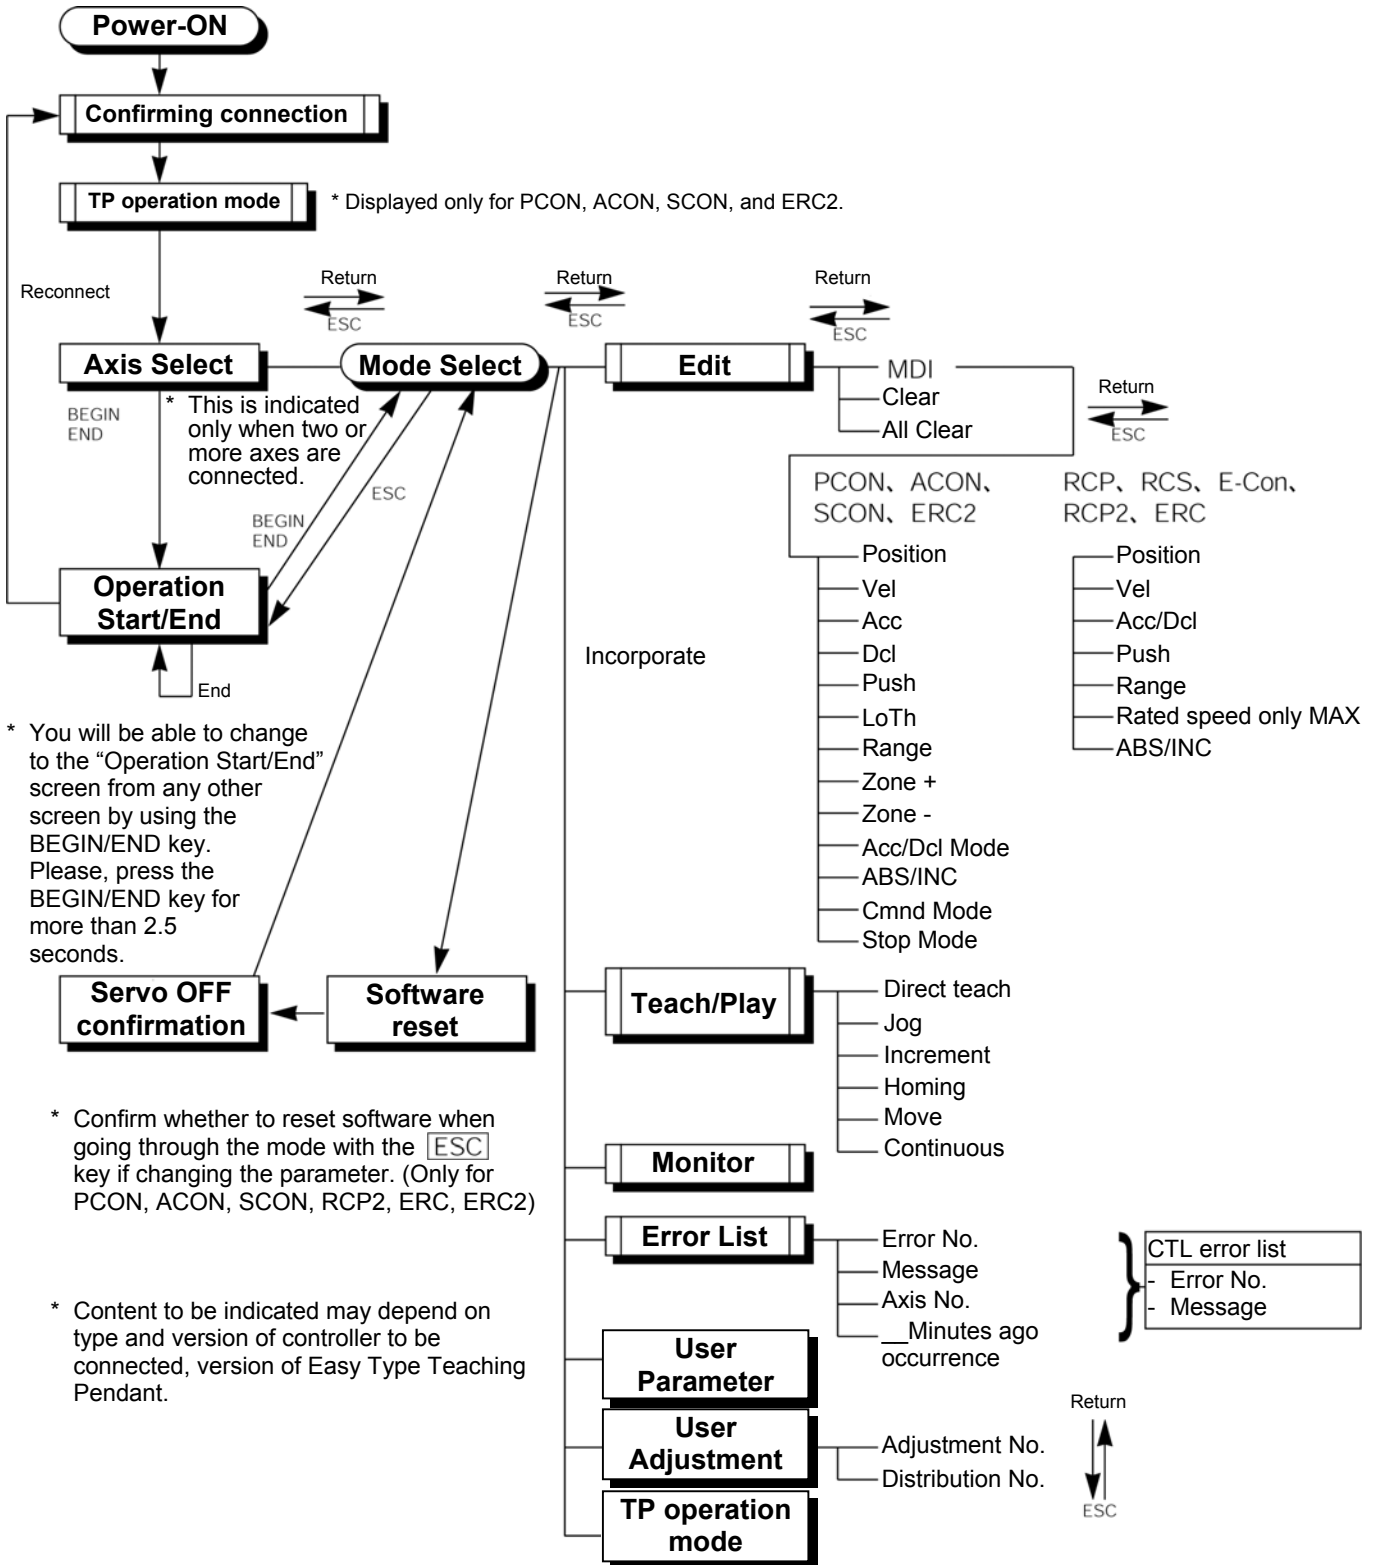 Power-ON
Confirming connection
TP operation mode
* Displayed only for PCON, ACON, SCON, and ERC2.
Reconnect
Return
ESC
Return
ESC
Return
ESC
Axis Select
Mode Select
Edit
MDI
Clear
All Clear
Return
ESC
BEGIN
END
* This is indicated
only when two or
more axes are
connected.
ESC
BEGIN
END
Operation
Start/End
End
PCON、ACON、
SCON、ERC2
Position
Vel
Acc
Dcl
Push
LoTh
Range
Zone +
Zone -
Acc/Dcl Mode
ABS/INC
Cmnd Mode
Stop Mode
RCP、RCS、E-Con、
RCP2、ERC
Position
Vel
Acc/Dcl
Push
Range
Rated speed only MAX
ABS/INC
Incorporate
* You will be able to change
to the “Operation Start/End”
screen from any other
screen by using the
BEGIN/END key.
Please, press the
BEGIN/END key for
more than 2.5
seconds.
Servo OFF
confirmation
Software
reset
Teach/Play
Direct teach
Jog
Increment
Homing
Move
Continuous
* Confirm whether to reset software when
going through the mode with the ESC
key if changing the parameter. (Only for
PCON, ACON, SCON, RCP2, ERC, ERC2)
Monitor
Error List
Error No.
Message
Axis No.
__Minutes ago
occurrence
CTL error list
- Error No.
- Message
* Content to be indicated may depend on
type and version of controller to be
connected, version of Easy Type Teaching
Pendant.
User
Parameter
User
Adjustment
Adjustment No.
Distribution No.
Return
ESC
TP operation
mode